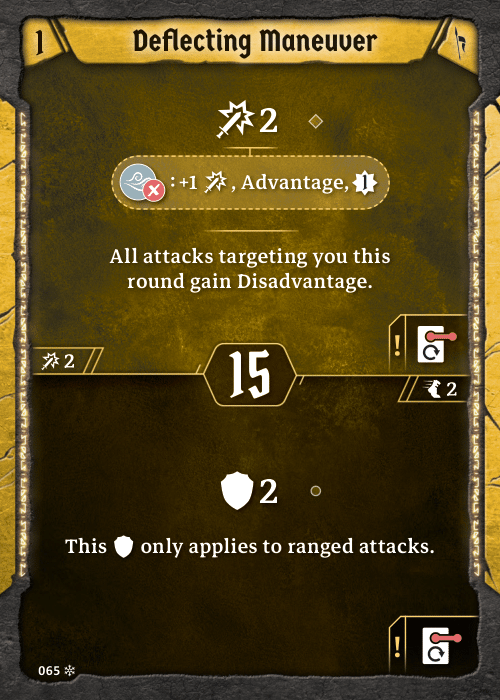 1 Deflecting Maneuver
2
: +1 , Advantage, 1
All attacks targeting you this
round gain Disadvantage.
!
2
15
2
2
This only applies to ranged attacks.
!
065